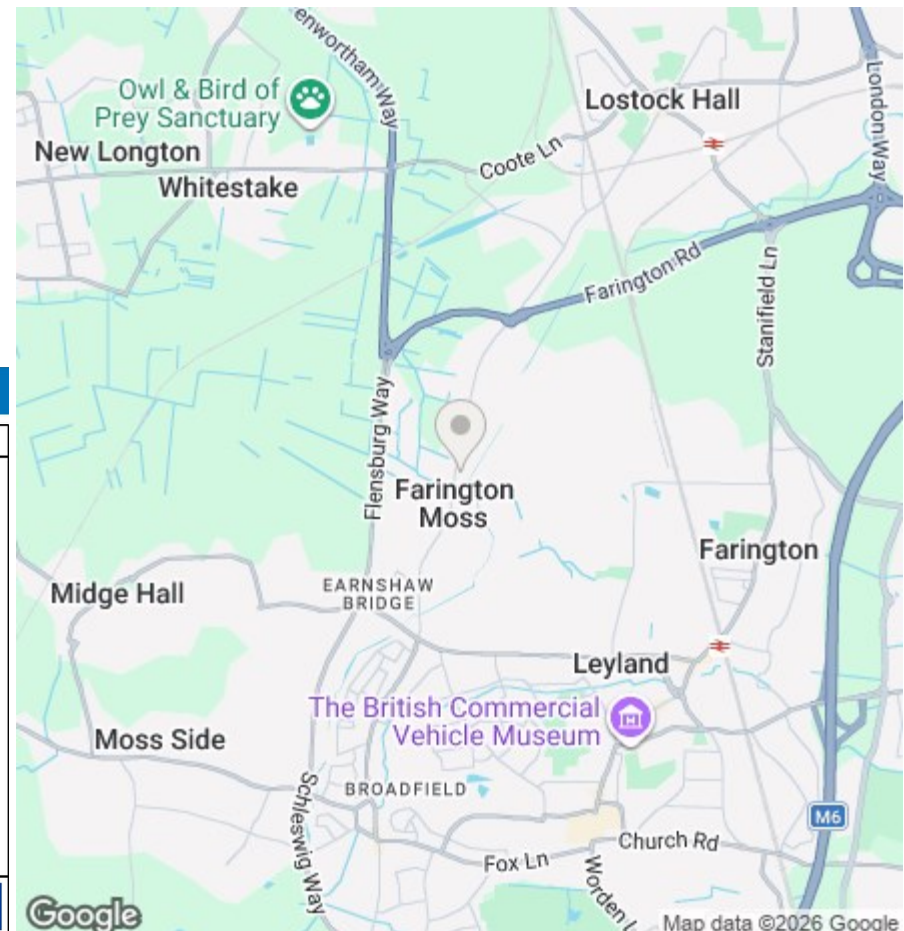 enwortham Way
Owl & Bird of
Prey Sanctuary
Lostock Hall
London Way
New Longton
Coote Ln
Whitestake
Farington Rd
Stanifield Ln
Flensburg Way
Farington
Moss
Farington
Midge Hall
EARNSHAW
BRIDGE
Leyland
The British Commercial
Vehicle Museum
Moss Side
BROADFIELD
Schleswig Way
M6
Church Rd
Fox Ln
Worden L
Google
Map data ©2026 Google